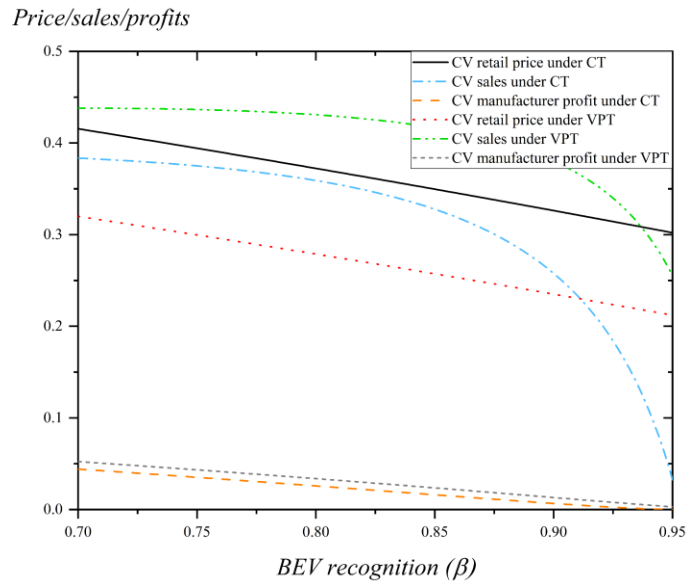 Price/sales/profits
0.5
0.4
0.3
0.2
0.1
0.0
CV retail price under CT
CV sales under CT
CV manufacturer profit under CT
CV retail price under VPT
CV sales under VPT
CV manufacturer profit under VPT
0.70 0.75 0.80 0.85 0.90 0.95
BEV recognition (β)